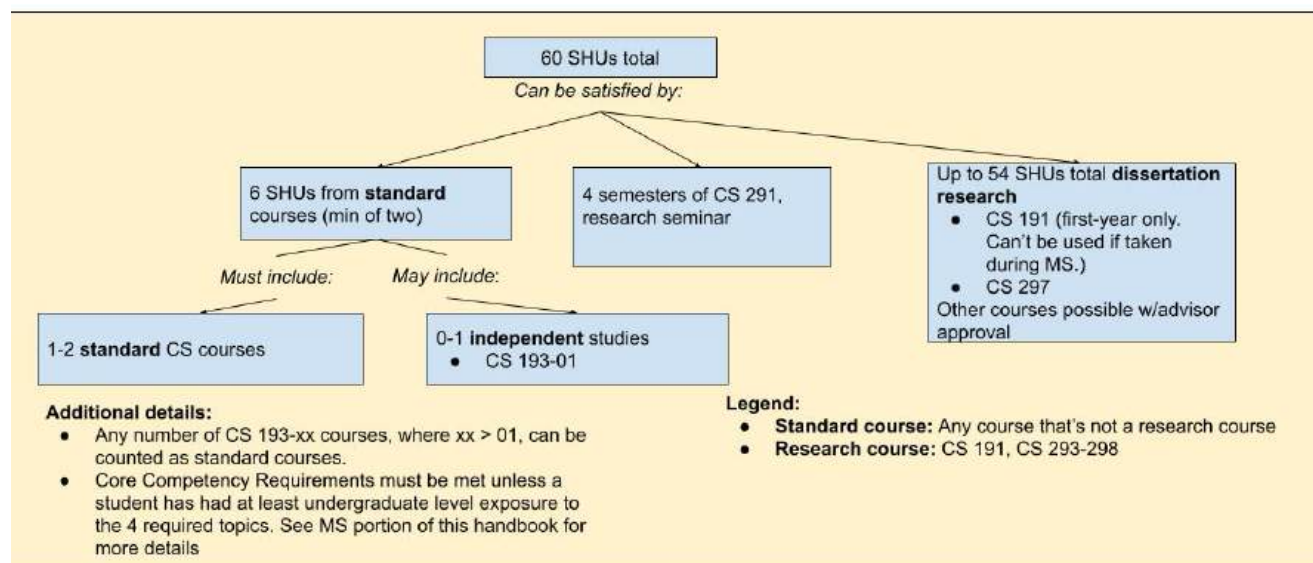 60 SHUs total
Can be satisfied by:
6 SHUs from standard
courses (min of two)
4 semesters of CS 291,
research seminar
Up to 54 SHUs total dissertation
research
● CS 191 (first-year only.
Can't be used if taken
during MS.)
● CS 297
Other courses possible w/advisor
approval
Must include:
May include:
1-2 standard CS courses
0-1 independent studies
● CS 193-01
Additional details:
● Any number of CS 193-xx courses, where xx > 01, can be
counted as standard courses.
● Core Competency Requirements must be met unless a
student has had at least undergraduate level exposure to
the 4 required topics. See MS portion of this handbook for
more details
Legend:
● Standard course: Any course that's not a research course
● Research course: CS 191, CS 293-298